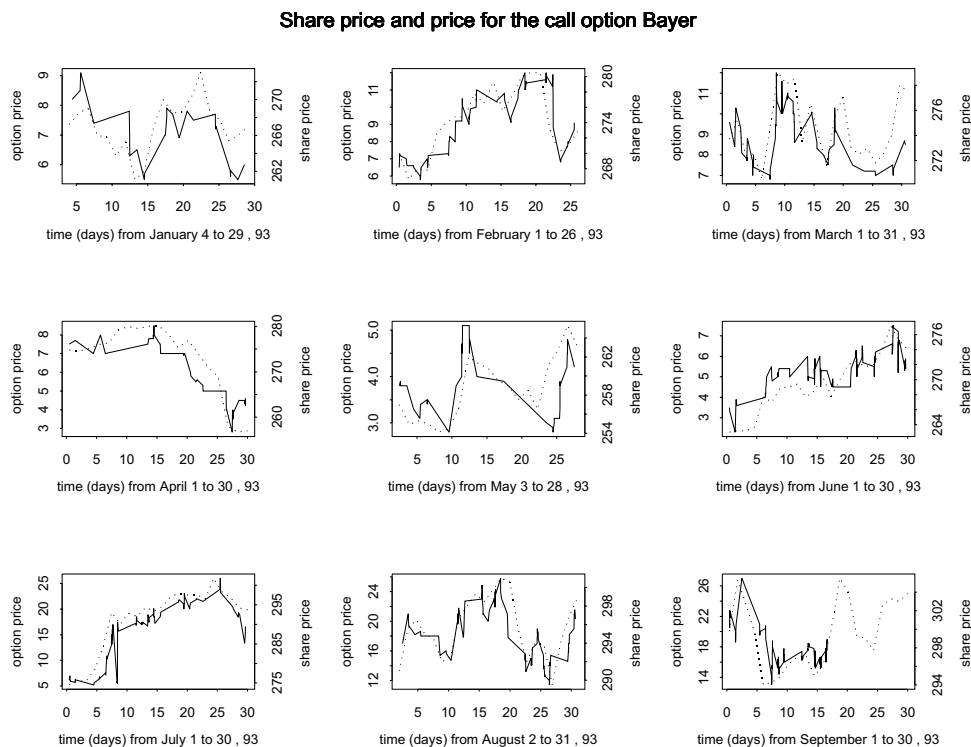 Share price and price for the call option Bayer
option price
6 7 8 9
262 266 270
share price
5 10 15 20 25 30
time (days) from January 4 to 29 , 93
option price
6 7 8 9 11
268 274 280
share price
0 5 10 15 20 25
time (days) from February 1 to 26 , 93
option price
7 8 9 11
272 276
share price
0 5 10 15 20 25 30
time (days) from March 1 to 31 , 93
option price
3 4 5 6 7 8
260 270 280
share price
0 5 10 15 20 25 30
time (days) from April 1 to 30 , 93
option price
3.0 4.0 5.0
254 258 262
share price
0 5 10 15 20 25 30
time (days) from May 3 to 28 , 93
option price
3 4 5 6 7
264 270 276
share price
0 5 10 15 20 25 30
time (days) from June 1 to 30 , 93
option price
5 10 15 20 25
275 285 295
share price
0 5 10 15 20 25 30
time (days) from July 1 to 30 , 93
option price
12 16 20 24
290 294 298
share price
0 5 10 15 20 25 30
time (days) from August 2 to 31 , 93
option price
14 18 22 26
294 298 302
share price
0 5 10 15 20 25 30
time (days) from September 1 to 30 , 93